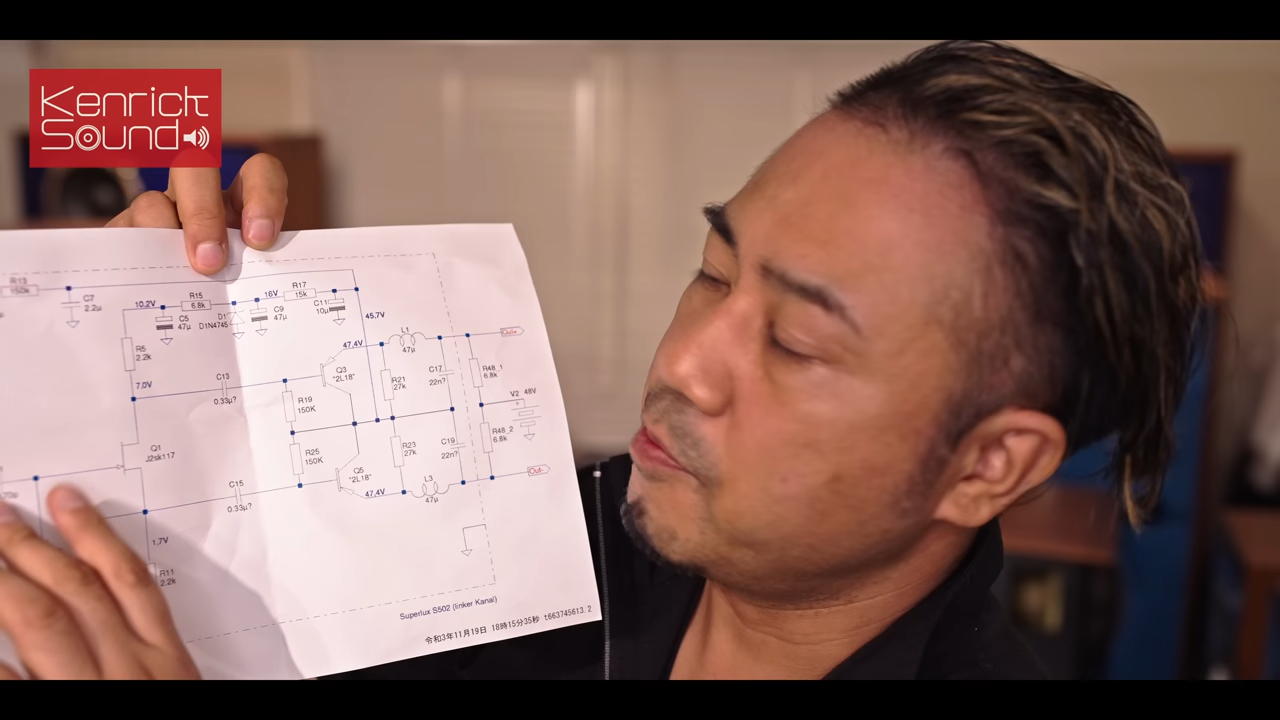 Kenrick
Sound
R13
150k
C7
2.2µ
10.2V
R15
6.8k
16V
R17
15k
C5
47µ
D1
D1N4745
C9
47µ
C11
10µ
45.7V
R5
2.2k
L1
47µ
Out+
47,4V
7.0V
C13
0.33µ?
Q3
"2L18"
R21
27k
C17
22n?
R48_1
6.8k
R19
150K
V2 48V
+
Q1
J2sk117
R25
150K
R23
27k
C19
22n?
R48_2
6.8k
Q5
"2L18"
Out-
C15
0.33µ?
47,4V
L3
47µ
1.7V
R11
2.2k
Superlux S502 (linker Kanal)
令和3年11月19日 18時15分35秒 t663745613.2